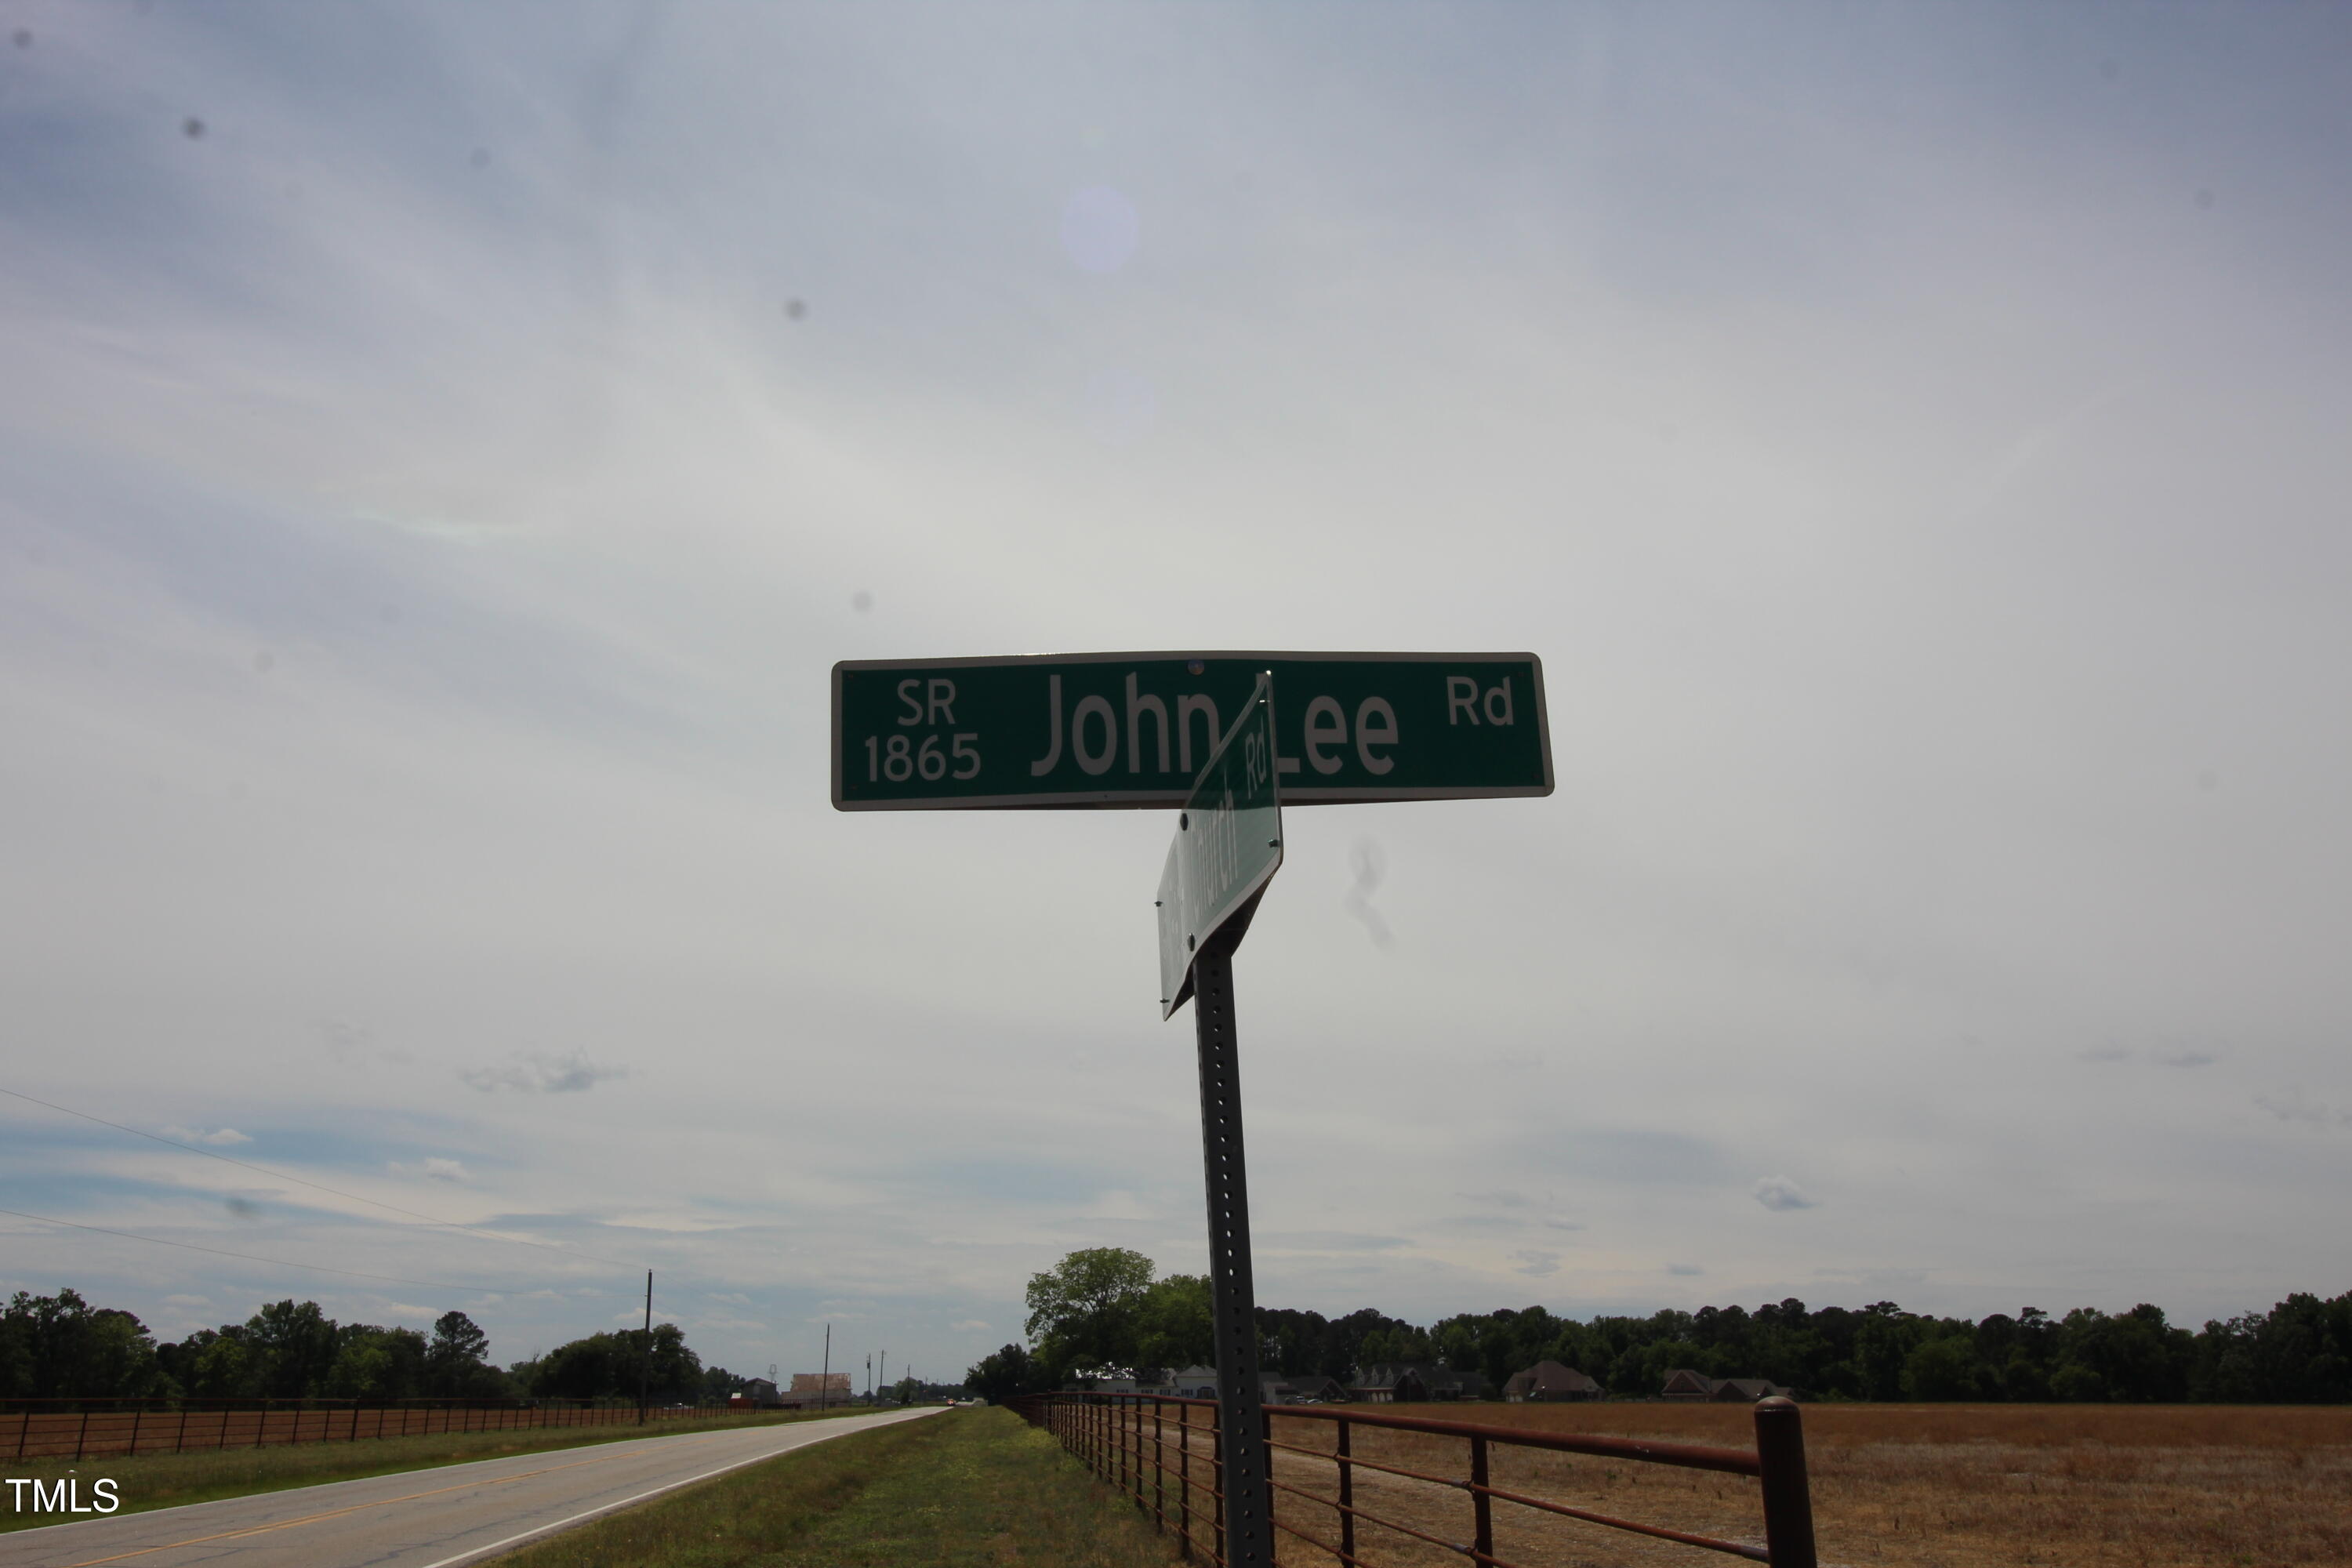 SR
1865 John Lee Rd
Church Rd
TMLS